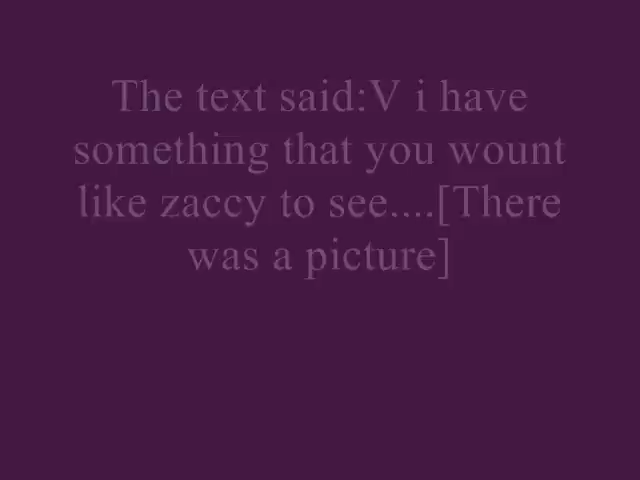 The text said:V i have
something that you wount
like zaccy to see....[There
was a picture]